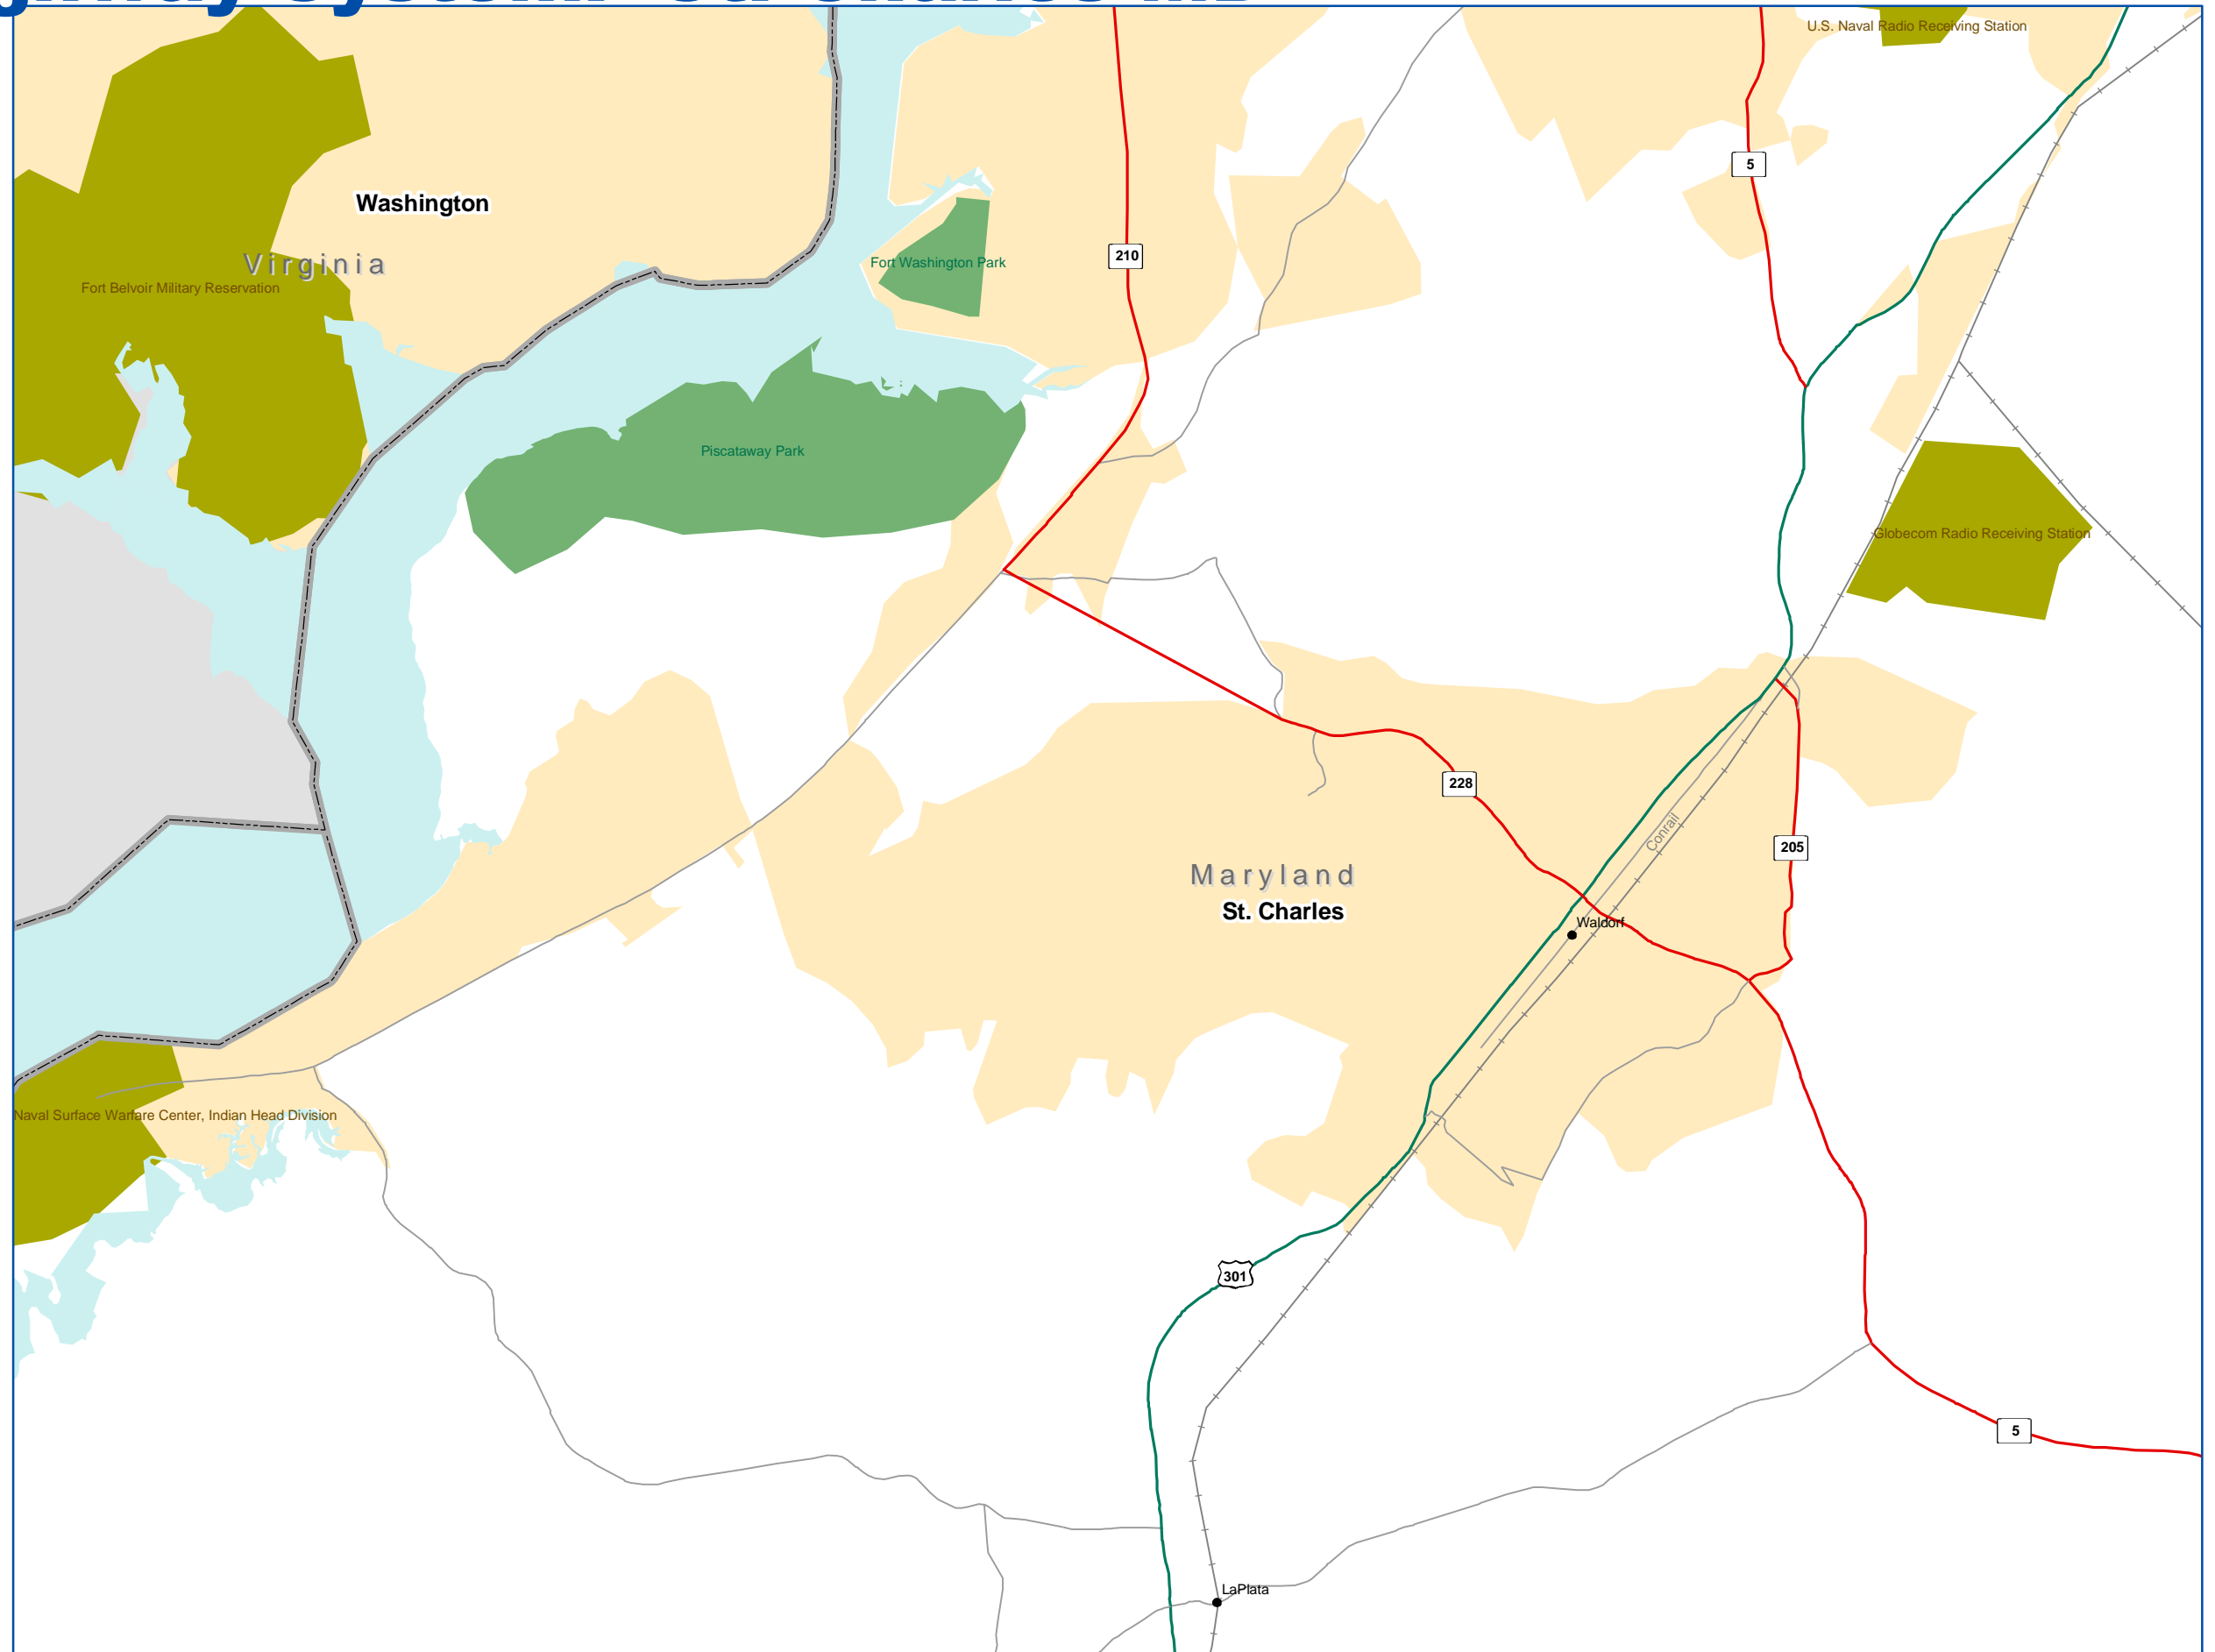 U.S. Naval Radio Receiving Station
5
Washington
Virginia
210
Fort Washington Park
Fort Belvoir Military Reservation
Piscataway Park
Globecom Radio Receiving Station
228
Conrail
205
Maryland
St. Charles
Waldorf
Naval Surface Warfare Center, Indian Head Division
301
5
LaPlata